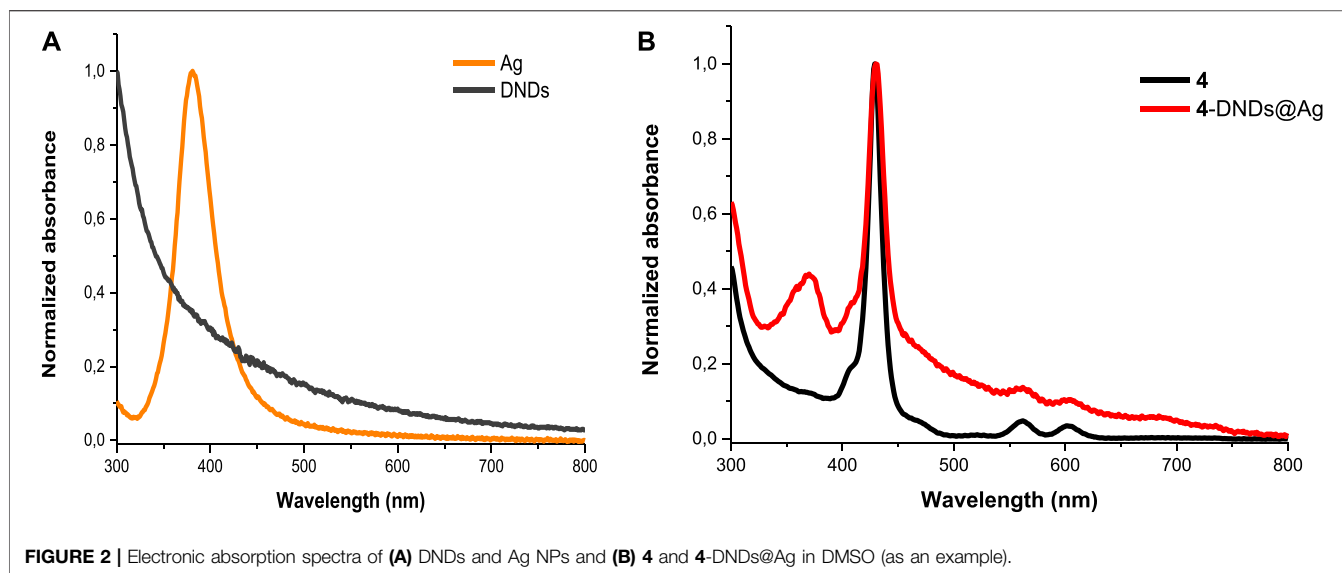 A
Ag
DNDs
Normalized absorbance
1,0
0,8
0,6
0,4
0,2
0,0
300
400
500
600
700
800
Wavelength (nm)
B
4
4-DNDs@Ag
Normalized absorbance
1,0
0,8
0,6
0,4
0,2
0,0
300
400
500
600
700
800
Wavelength (nm)
FIGURE 2 | Electronic absorption spectra of (A) DNDs and Ag NPs and (B) 4 and 4-DNDs@Ag in DMSO (as an example).